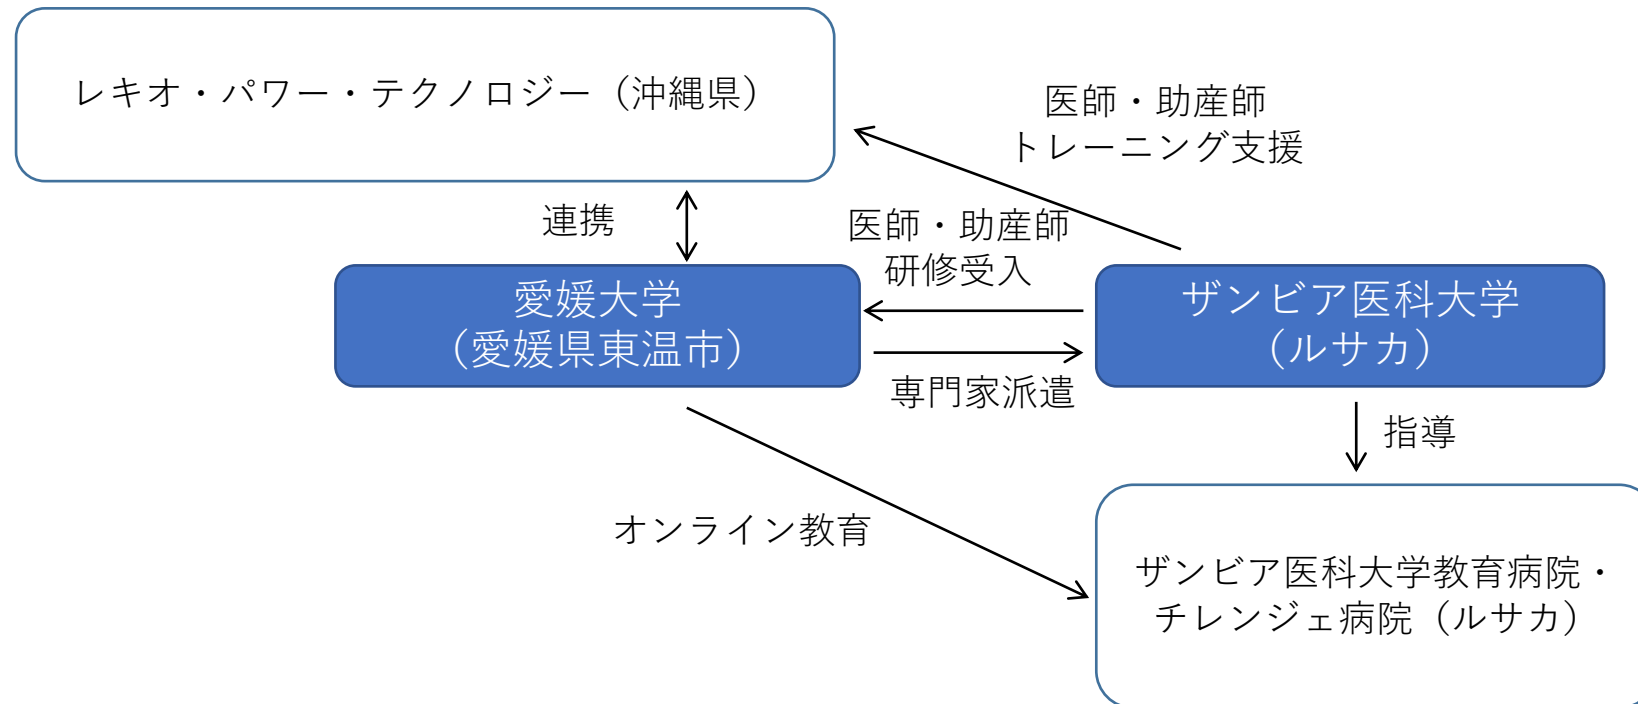 レキオ・パワー・テクノロジー（沖縄県）
医師・助産師
トレーニング支援
連携
医師・助産師
研修受入
愛媛大学
（愛媛県東温市）
ザンビア医科大学
（ルサカ）
専門家派遣
指導
オンライン教育
ザンビア医科大学教育病院・
チレンジェ病院（ルサカ）